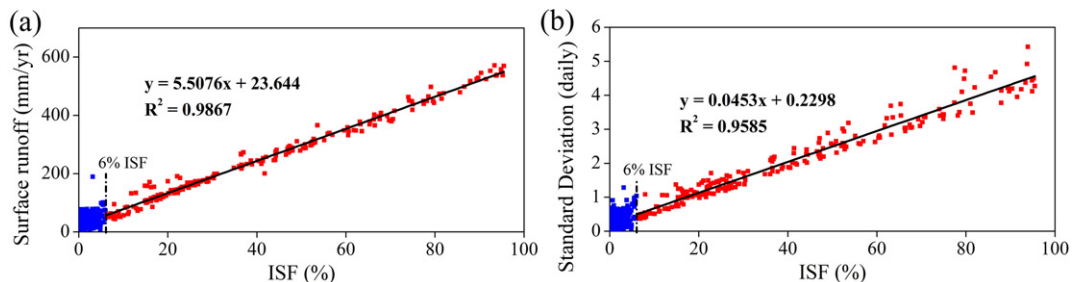 (a)
Surface runoff (mm/yr)
600
400
200
0
y = 5.5076x + 23.644
R² = 0.9867
6% ISF
0 20 40 60 80 100
ISF (%)
(b)
Standard Deviation (daily)
6
5
4
3
2
1
0
y = 0.0453x + 0.2298
R² = 0.9585
6% ISF
0 20 40 60 80 100
ISF (%)